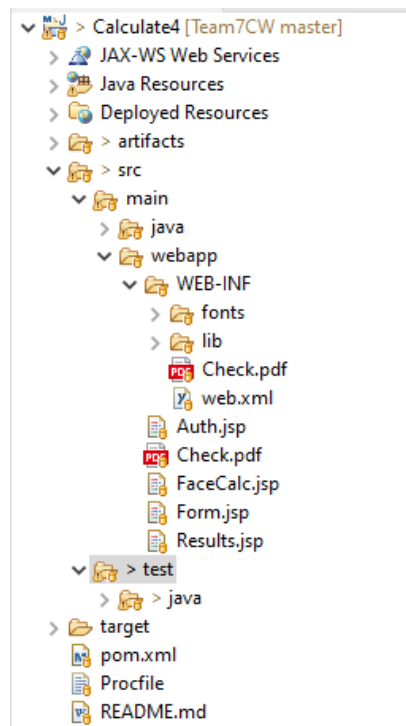 > Calculate4 [Team7CW master]
> JAX-WS Web Services
> Java Resources
> Deployed Resources
> > artifacts
> src
main
> java
webapp
WEB-INF
> fonts
> lib
PDF Check.pdf
web.xml
Auth.jsp
PDF Check.pdf
FaceCalc.jsp
Form.jsp
Results.jsp
> test
> > java
> target
pom.xml
Procfile
README.md